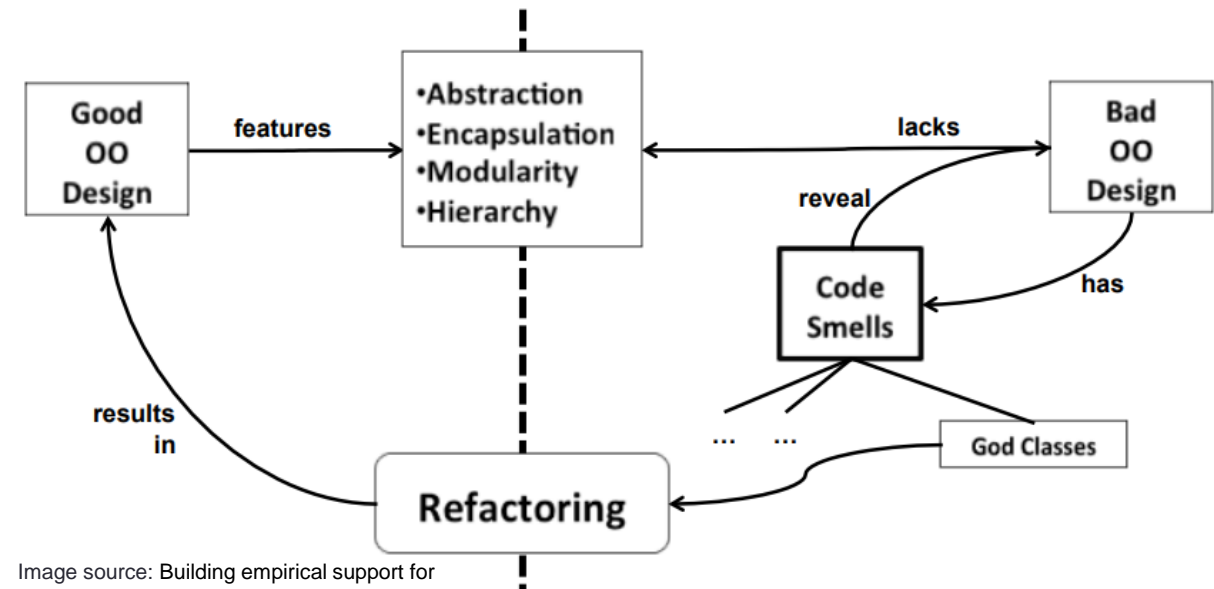 Good
OO
Design
features
•Abstraction
•Encapsulation
•Modularity
•Hierarchy
lacks
Bad
OO
Design
reveal
has
Code
Smells
... ...
God Classes
results
in
Refactoring
Image source: Building empirical support for